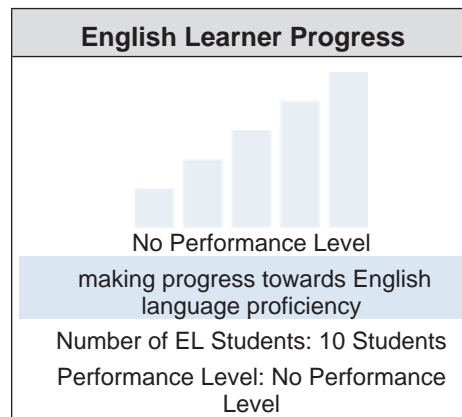 English Learner Progress
No Performance Level
making progress towards English
language proficiency
Number of EL Students: 10 Students
Performance Level: No Performance
Level